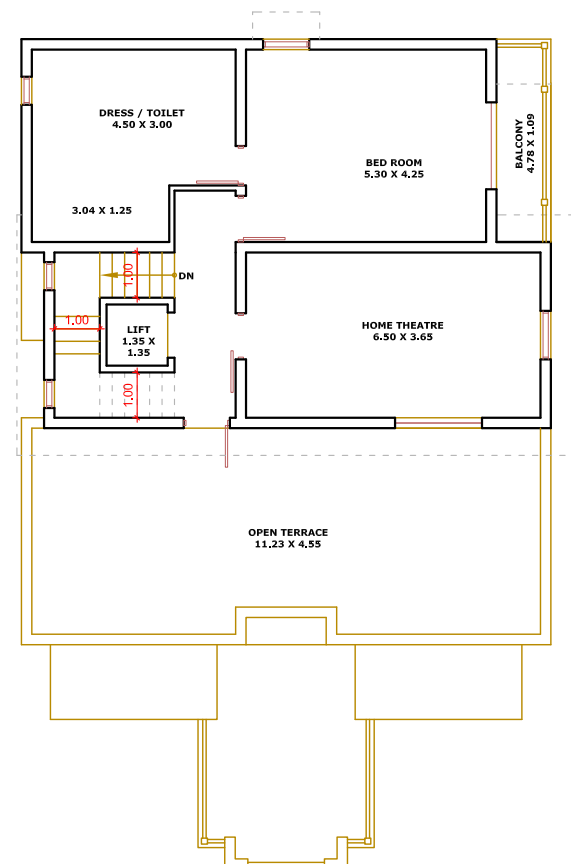 DRESS / TOILET
4.50 X 3.00
BED ROOM
5.30 X 4.25
BALCONY
4.78 X 1.09
3.04 X 1.25
1.00
DN
1.00
LIFT
1.35 X
1.35
HOME THEATRE
6.50 X 3.65
1.00
OPEN TERRACE
11.23 X 4.55